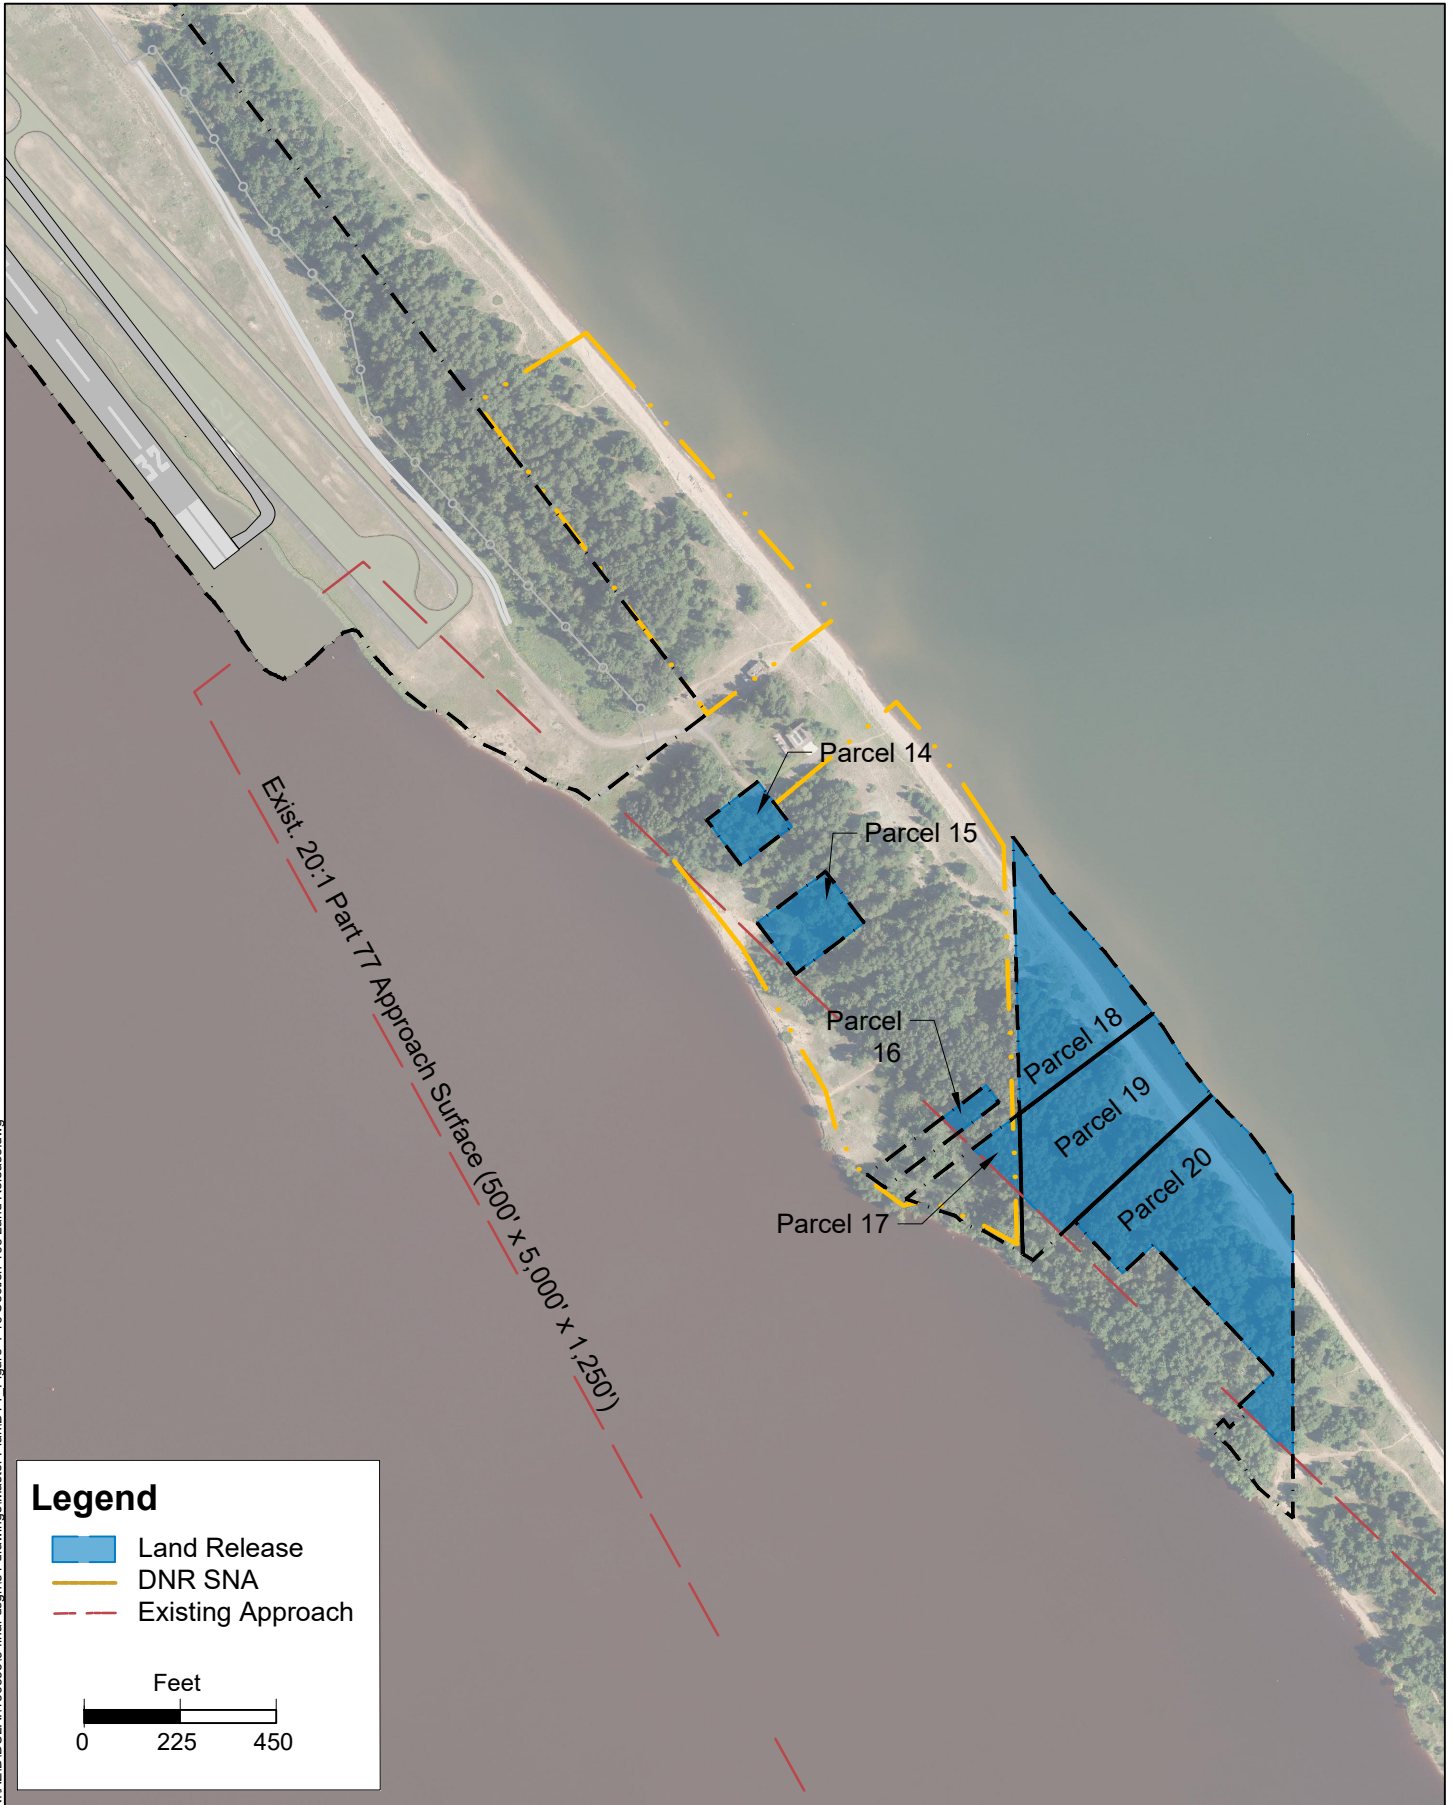 32
Parcel 14
Parcel 15
Exist. 20:1 Part 77 Approach Surface (500' x 5,000' x 1,250')
Parcel
16
Parcel 18
Parcel 19
Parcel 20
Parcel 17
Legend
Land Release
DNR SNA
Existing Approach
Feet
0 225 450